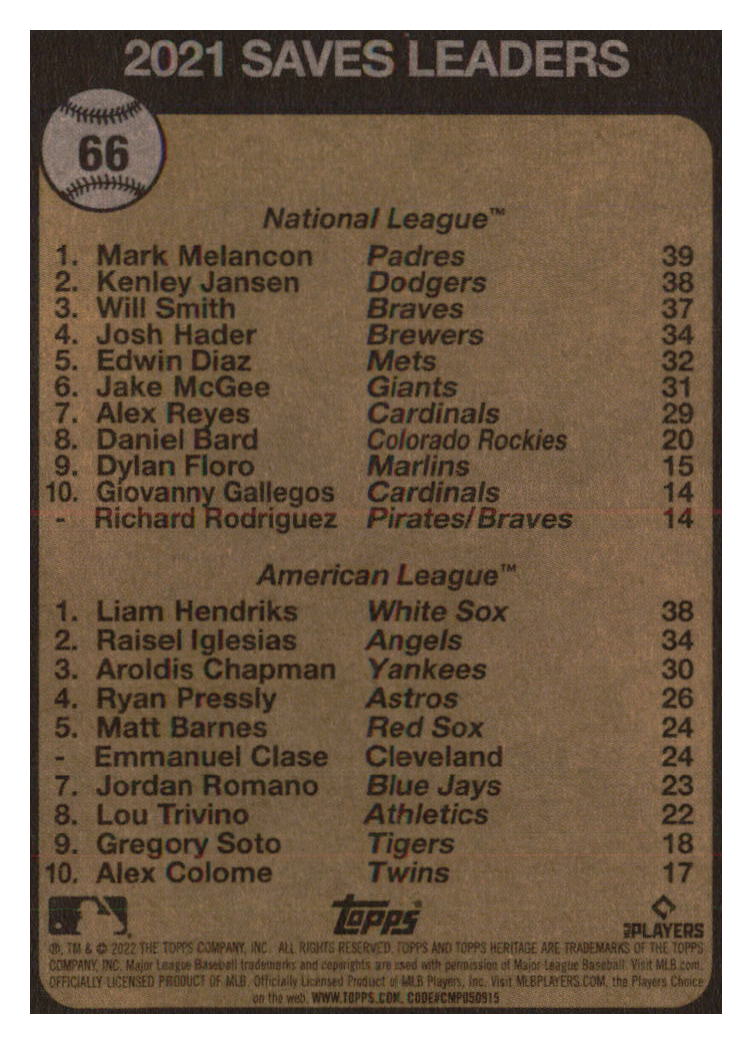 2021 SAVES LEADERS
66
National League™
1. Mark Melancon Padres 39
2. Kenley Jansen Dodgers 38
3. Will Smith Braves 37
4. Josh Hader Brewers 34
5. Edwin Diaz Mets 32
6. Jake McGee Giants 31
7. Alex Reyes Cardinals 29
8. Daniel Bard Colorado Rockies 20
9. Dylan Floro Marlins 15
10. Giovanny Gallegos Cardinals 14
- Richard Rodriguez Pirates/Braves 14
American League™
1. Liam Hendriks White Sox 38
2. Raisel Iglesias Angels 34
3. Aroldis Chapman Yankees 30
4. Ryan Pressly Astros 26
5. Matt Barnes Red Sox 24
- Emmanuel Clase Cleveland 24
7. Jordan Romano Blue Jays 23
8. Lou Trivino Athletics 22
9. Gregory Soto Tigers 18
10. Alex Colome Twins 17
Topps® PLAYERS
®, TM & © 2022 THE TOPPS COMPANY, INC. ALL RIGHTS RESERVED. TOPPS AND TOPPS HERITAGE ARE TRADEMARKS OF THE TOPPS
COMPANY, INC. Major League Baseball trademarks and copyrights are used with permission of Major League Baseball. Visit MLB.com.
OFFICIALLY LICENSED PRODUCT OF MLB. Officially Licensed Product of MLB Players, Inc. Visit MLBPLAYERS.COM, the Players Choice
on the web. WWW.TOPPS.COM. CODE#CMP050915